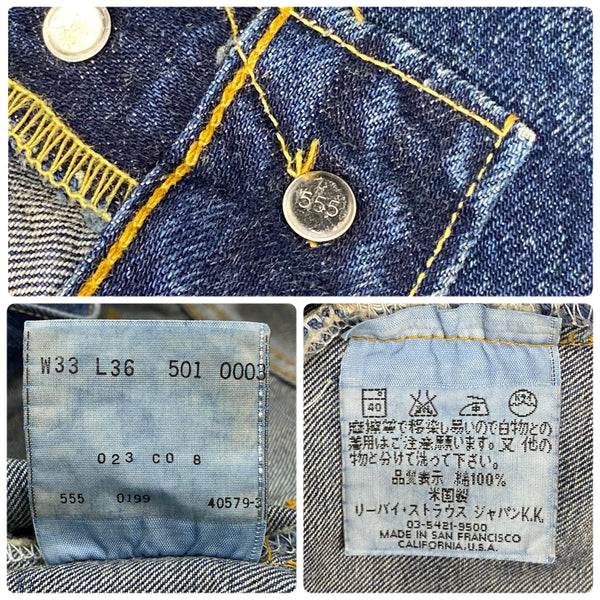 555
W33 L36 501 0003
023 CO 8
555 0199 40579-3
40
摩擦等で移染し易いので白物との
着用はご注意願います。又 他の
物と分けて洗って下さい。
品質表示 綿100%
米国製
リーバイ・ストラウス ジャパンK.K.
03-5421-9500
MADE IN SAN FRANCISCO
CALIFORNIA,U.S.A.